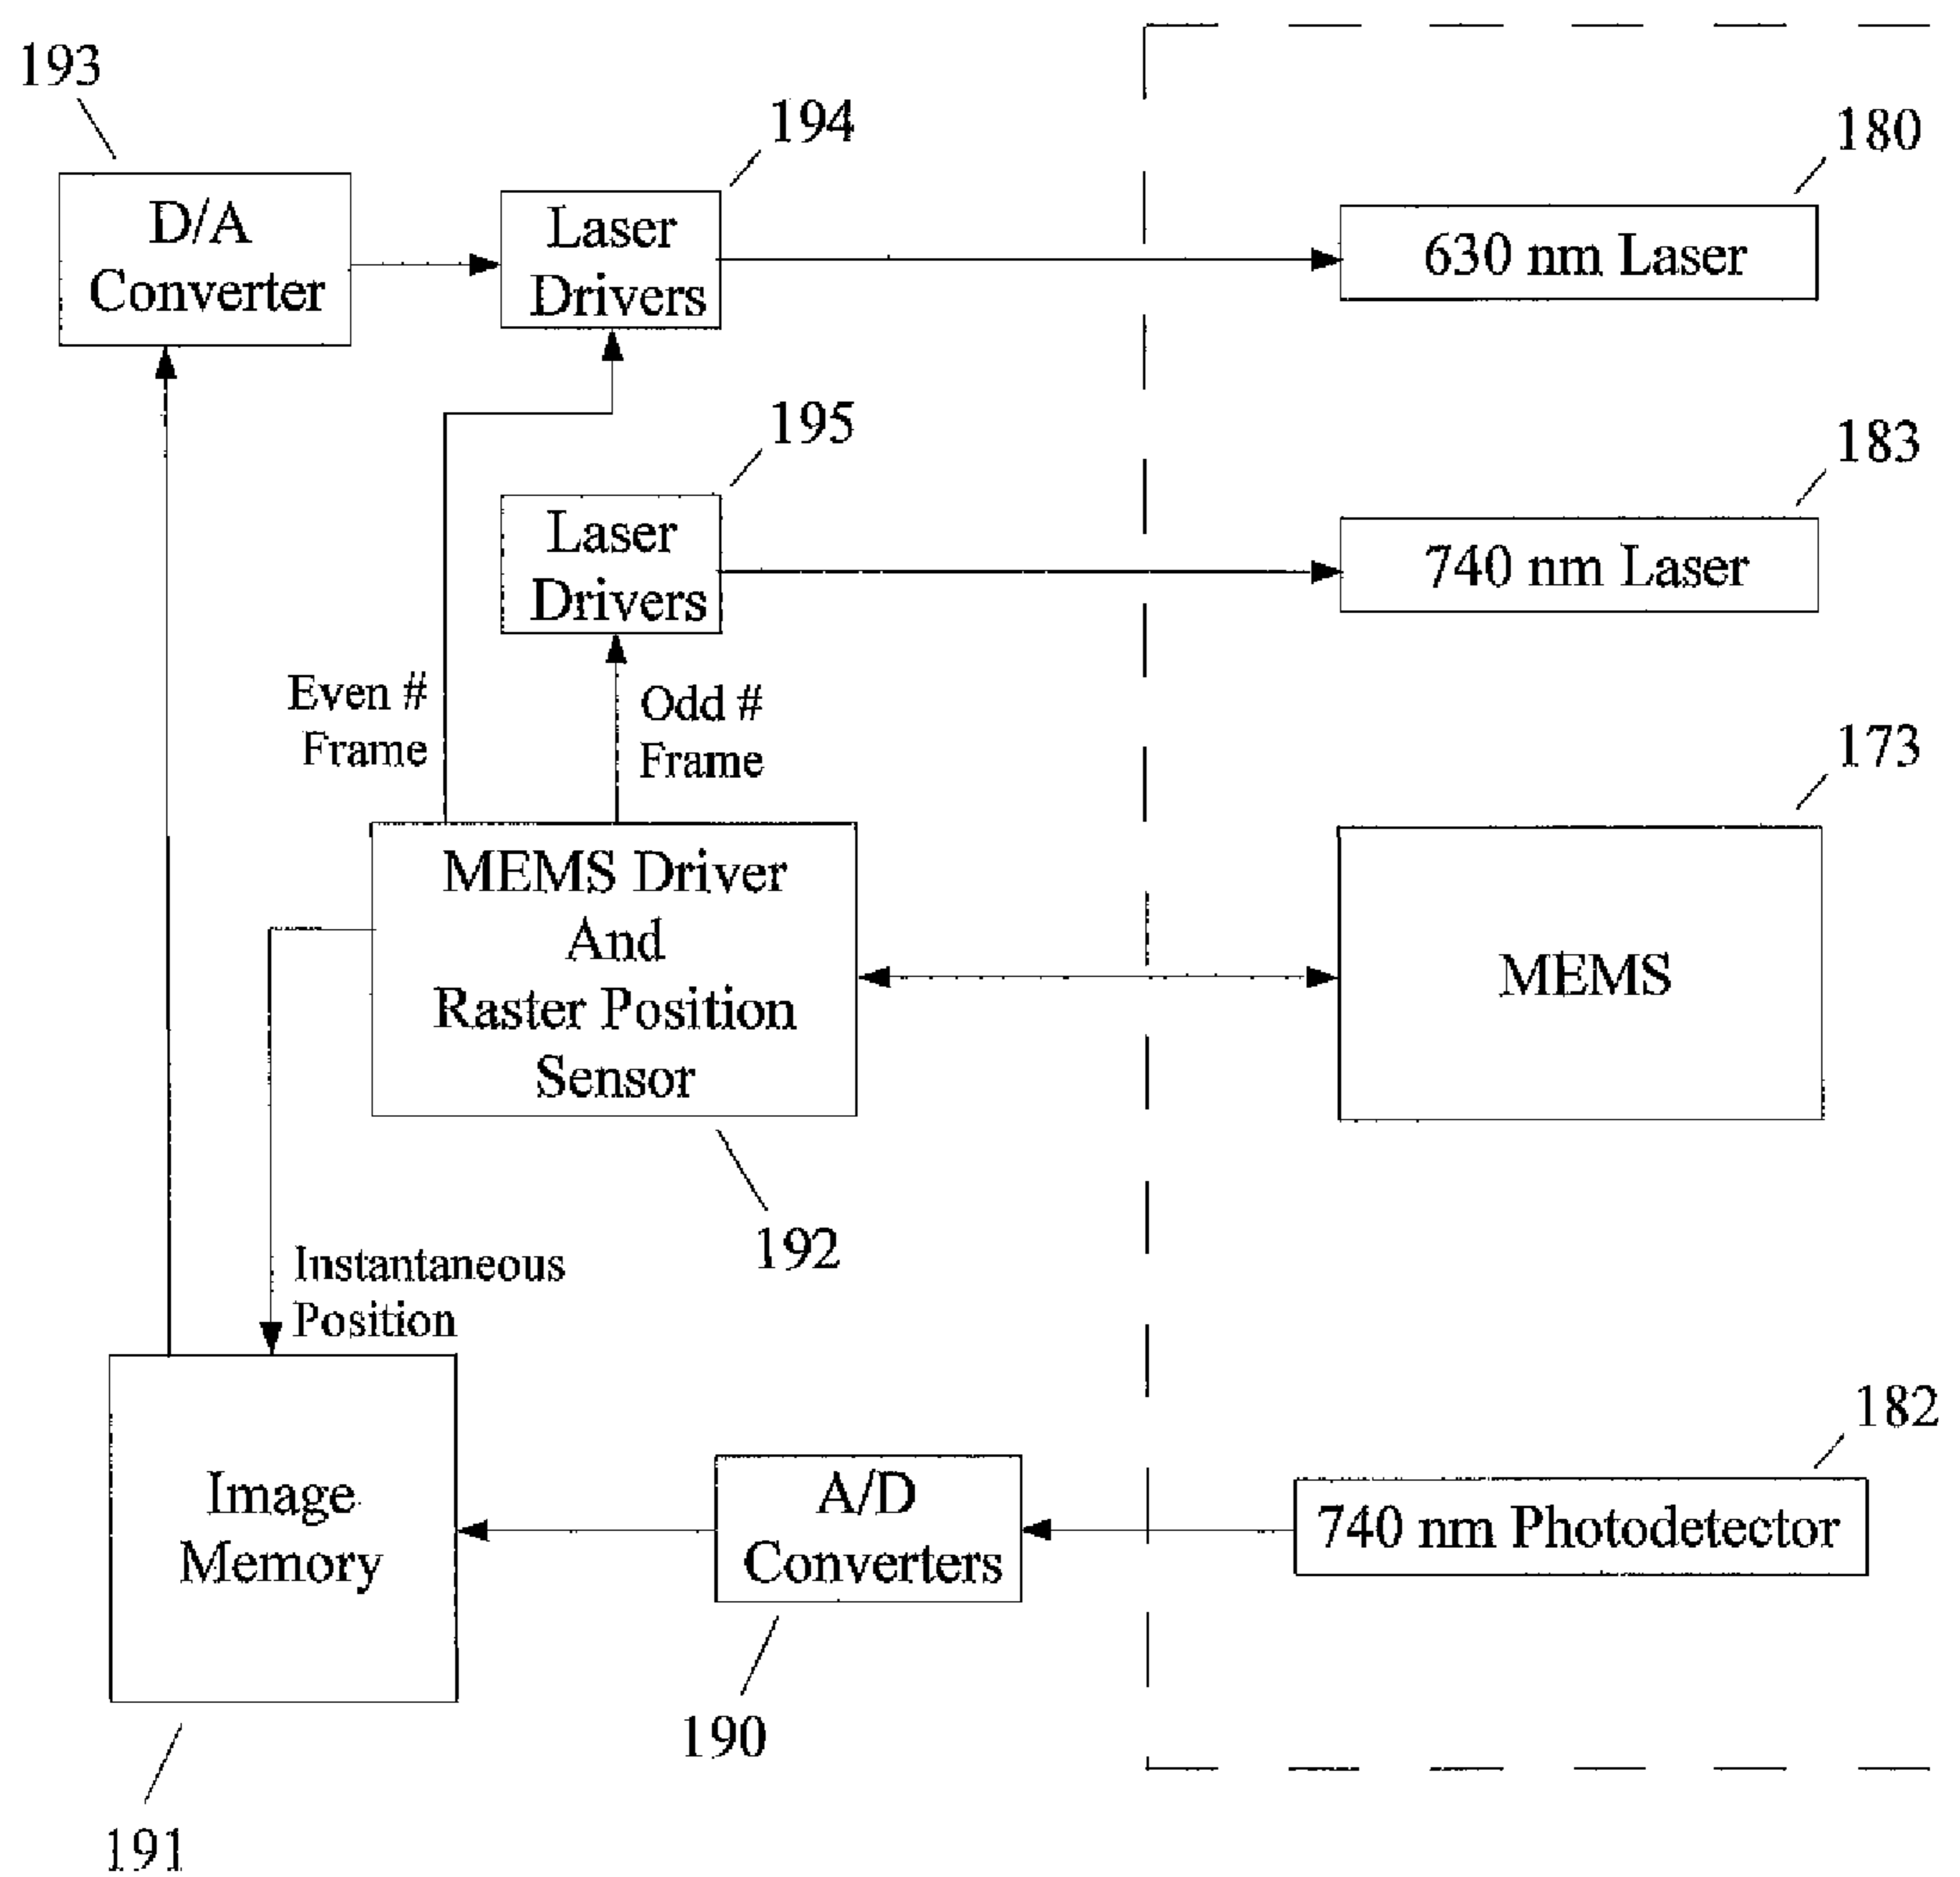 193
194
180
D/A
Converter
Laser
Drivers
630 nm Laser
195
183
Laser
Drivers
740 nm Laser
Even #
Frame
Odd #
Frame
173
MEMS Driver
And
Raster Position
Sensor
MEMS
192
Instantaneous
Position
182
Image
Memory
A/D
Converters
740 nm Photodetector
190
191